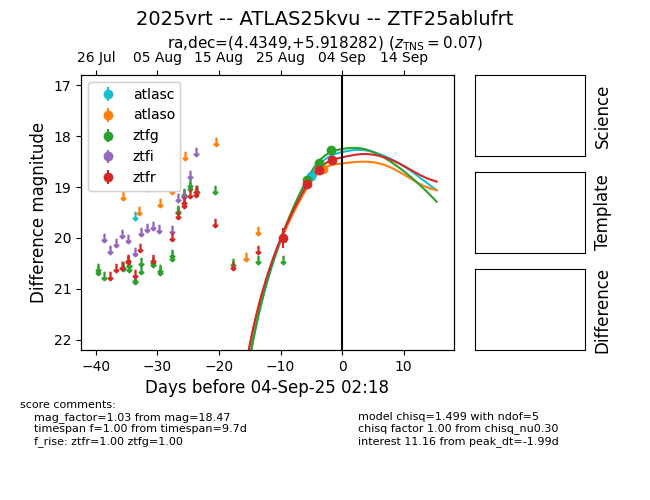 2025vrt -- ATLAS25kvu -- ZTF25ablufrt
ra,dec=(4.4349,+5.918282) (z_TNS = 0.07)
26 Jul 05 Aug 15 Aug 25 Aug 04 Sep 14 Sep
atlasc
atlaso
ztfg
ztfi
ztfr
17
18
19
20
21
22
Difference magnitude
−40 −30 −20 −10 0 10
Days before 04-Sep-25 02:18
Science
Template
Difference
score comments:
mag_factor=1.03 from mag=18.47
timespan f=1.00 from timespan=9.7d
f_rise: ztfr=1.00 ztfg=1.00
model chisq=1.499 with ndof=5
chisq factor 1.00 from chisq_nu0.30
interest 11.16 from peak_dt=-1.99d